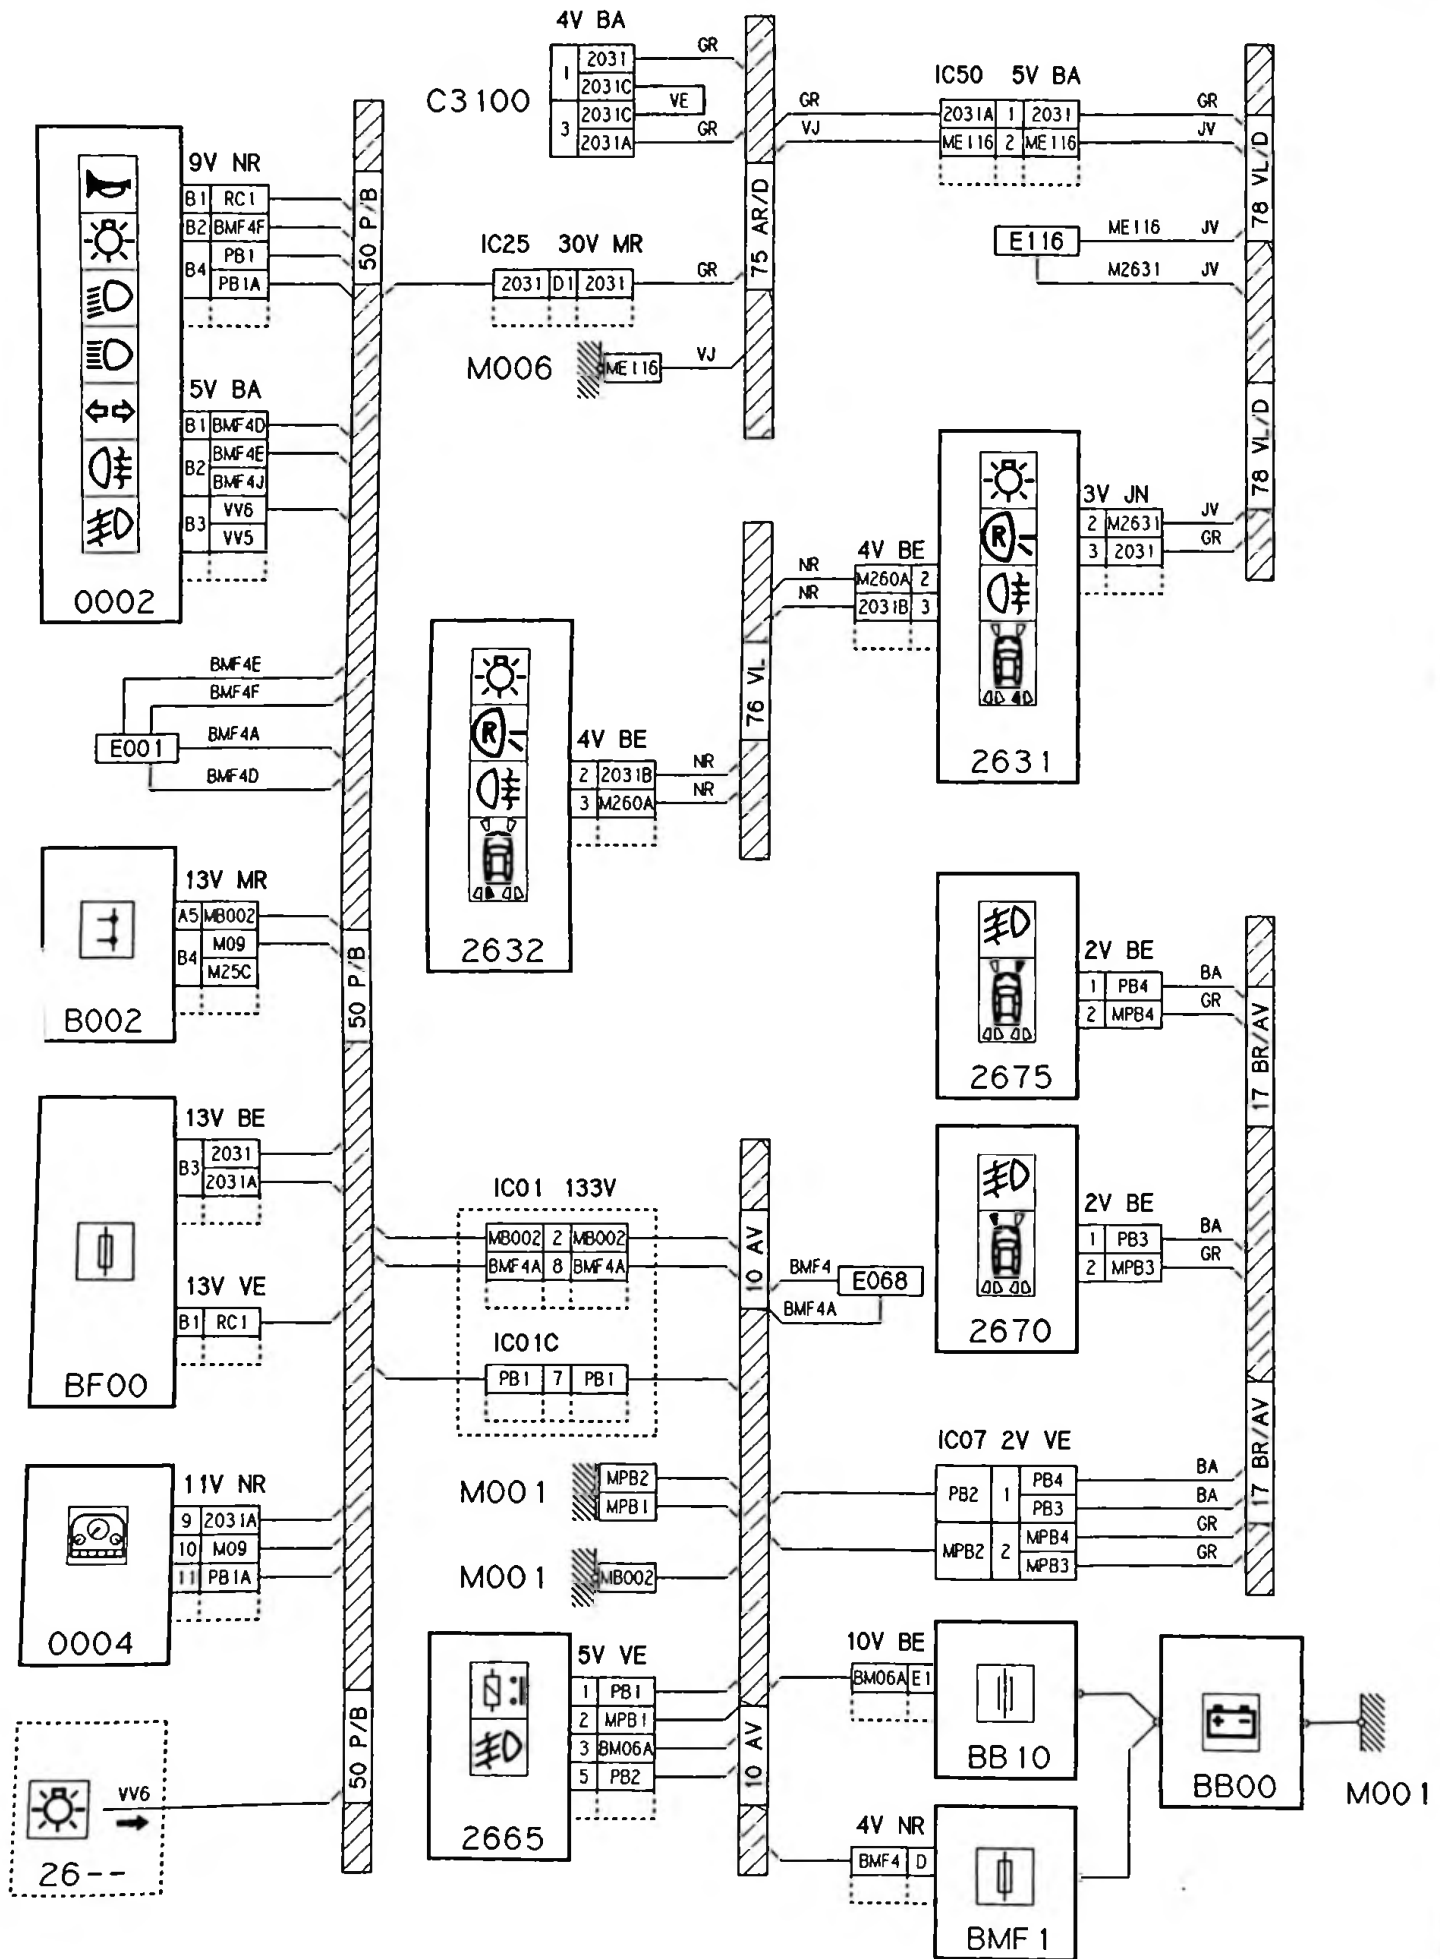 4V BA
C3100
1 2031
2031C
3 2031C
2031A
GR
VE
GR
75 AR/D
IC50 5V BA
2031A 1 2031
ME116 2 ME116
GR
VJ
GR
JV
78 VL/D
E116
ME116 JV
M2631 JV
78 VL/D
9V NR
B1 RC1
B2 BMF4F
B4 PB1
PB1A
50 P/B
5V BA
B1 BMF4D
B2 BMF4E
BMF4J
B3 VV6
VV5
0002
IC25 30V MR
2031 D1 2031
GR
M006
ME116
VJ
R
3V JN
2 M2631
3 2031
JV
GR
4V BE
M260A 2
2031B 3
NR
NR
2631
76 VL
BMF4E
BMF4F
BMF4A
BMF4D
E001
R
4V BE
2 2031B
3 M260A
NR
NR
2632
13V MR
A5 MB002
B4 M09
M25C
B002
50 P/B
2V BE
1 PB4
2 MPB4
BA
GR
2675
17 BR/AV
13V BE
B3 2031
2031A
13V VE
B1 RC1
BF00
IC01 133V
MB002 2 MB002
BMF4A 8 BMF4A
IC01C
PB1 7 PB1
10 AV
BMF4
E068
BMF4A
2V BE
1 PB3
2 MPB3
BA
GR
2670
17 BR/AV
11V NR
9 2031A
10 M09
11 PB1A
0004
M001
MPB2
MPB1
M001
MB002
IC07 2V VE
PB2 1 PB4
PB3
MPB2 2 MPB4
MPB3
BA
BA
GR
GR
50 P/B
VV6
26--
5V VE
1 PB1
2 MPB1
3 BM06A
5 PB2
2665
10 AV
10V BE
BM06A E1
BB10
4V NR
BMF4 D
BMF1
+ -
BB00
M001